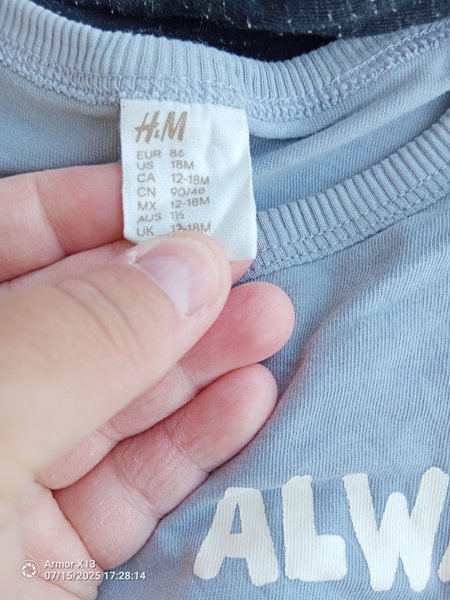 H&M
EUR 86
US 18M
CA 12-18M
CN 90/48
MX 12-18M
AUS 1½
UK 12-18M
ALWA
Armor X13
07/15/2025 17:28:14